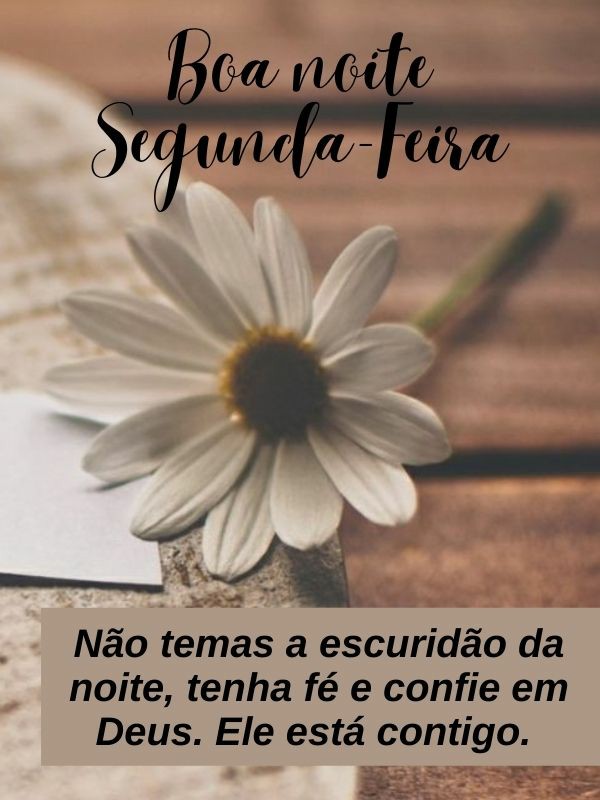 Boa noite
Segunda-Feira
Não temas a escuridão da
noite, tenha fé e confie em
Deus. Ele está contigo.